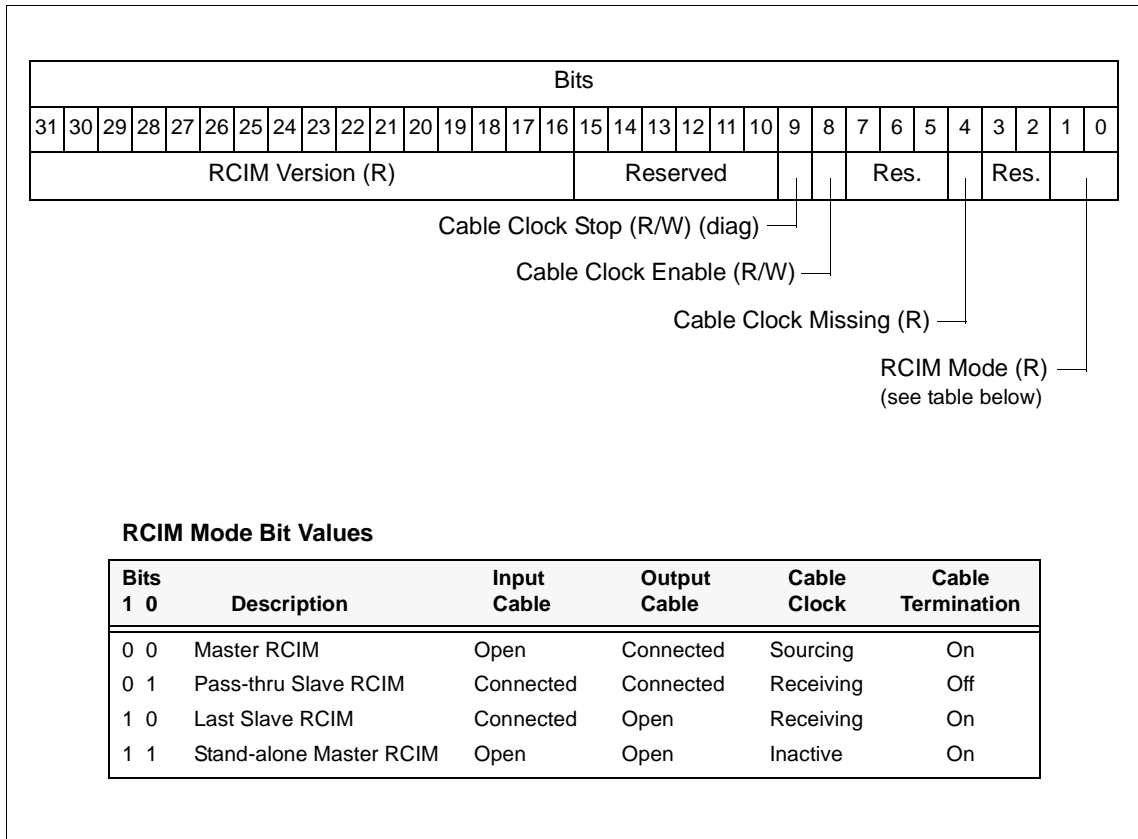 Bits
31 30 29 28 27 26 25 24 23 22 21 20 19 18 17 16 15 14 13 12 11 10 9 8 7 6 5 4 3 2 1 0
RCIM Version (R) Reserved Res. Res.
Cable Clock Stop (R/W) (diag)
Cable Clock Enable (R/W)
Cable Clock Missing (R)
RCIM Mode (R)
(see table below)
RCIM Mode Bit Values
Bits Input Output Cable Cable
1 0 Description Cable Cable Clock Termination
0 0 Master RCIM Open Connected Sourcing On
0 1 Pass-thru Slave RCIM Connected Connected Receiving Off
1 0 Last Slave RCIM Connected Open Receiving On
1 1 Stand-alone Master RCIM Open Open Inactive On